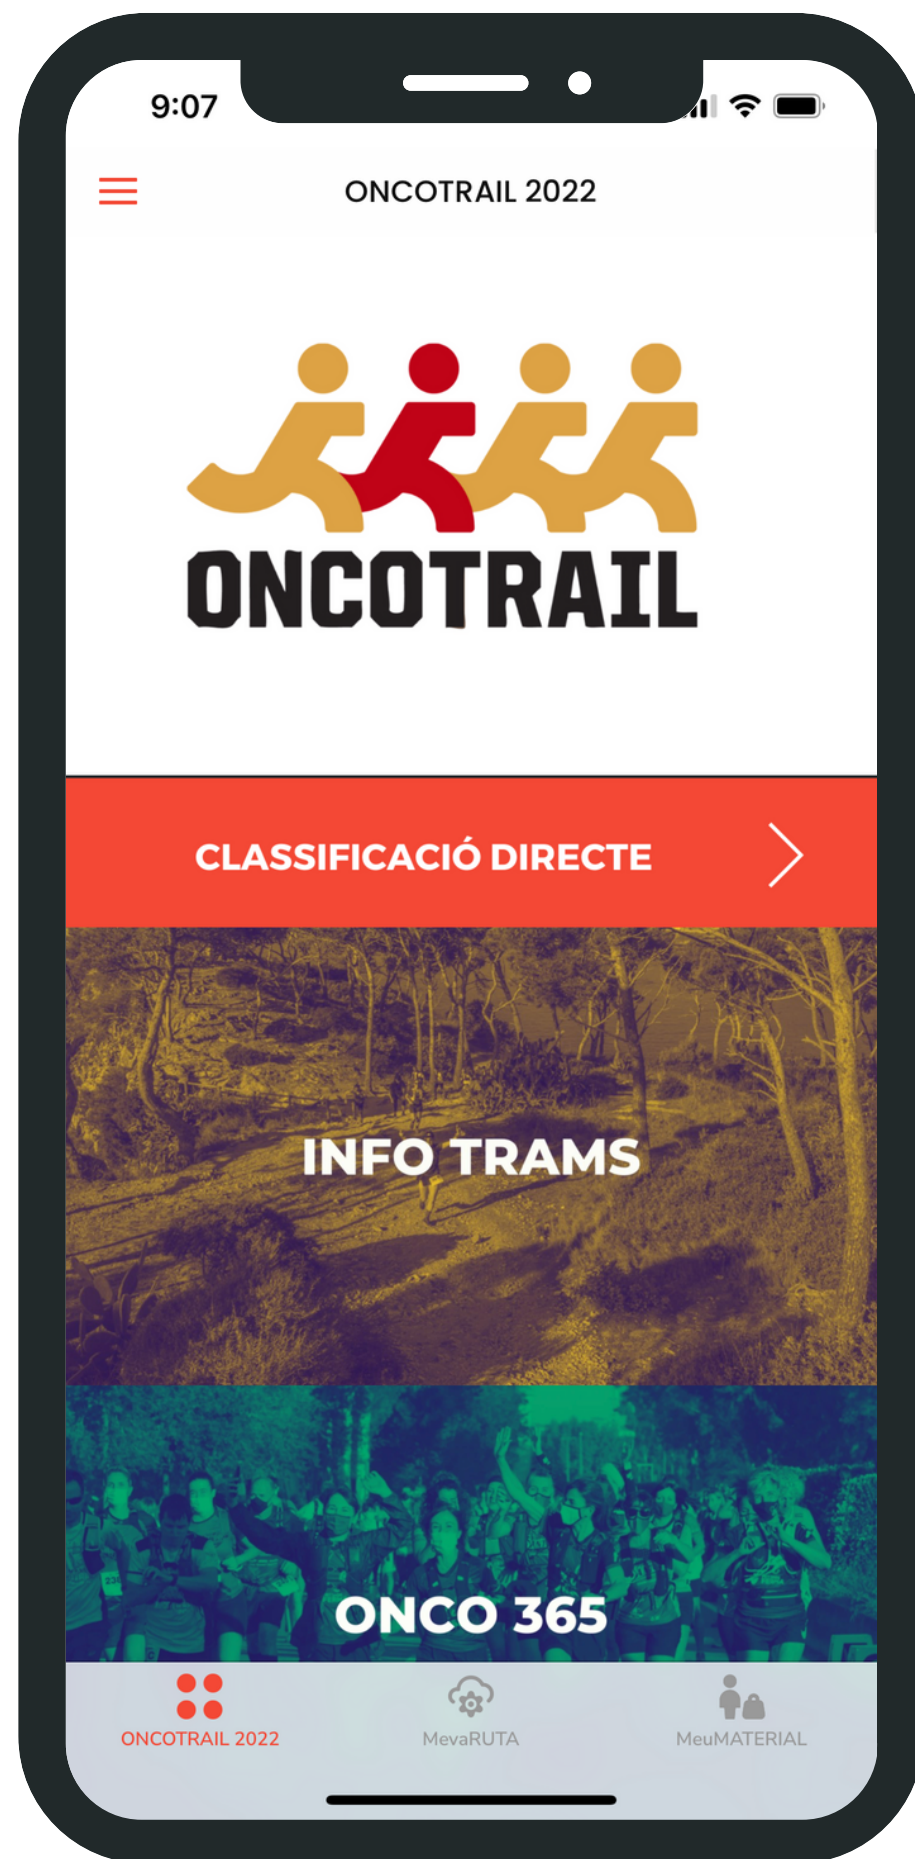 9:07
ONCOTRAIL 2022
ONCOTRAIL
CLASSIFICACIÓ DIRECTE
INFO TRAMS
ONCO 365
ONCOTRAIL 2022
MevaRUTA
MeuMATERIAL